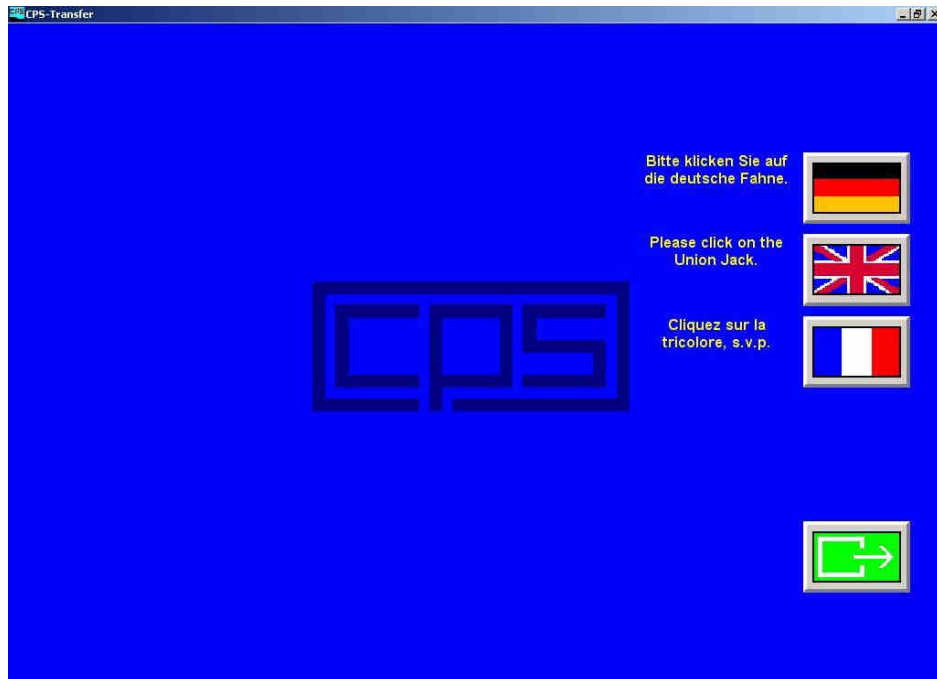 CPS-Transfer
Bitte klicken Sie auf
die deutsche Fahne.
Please click on the
Union Jack.
cps
Cliquez sur la
tricolore, s.v.p.